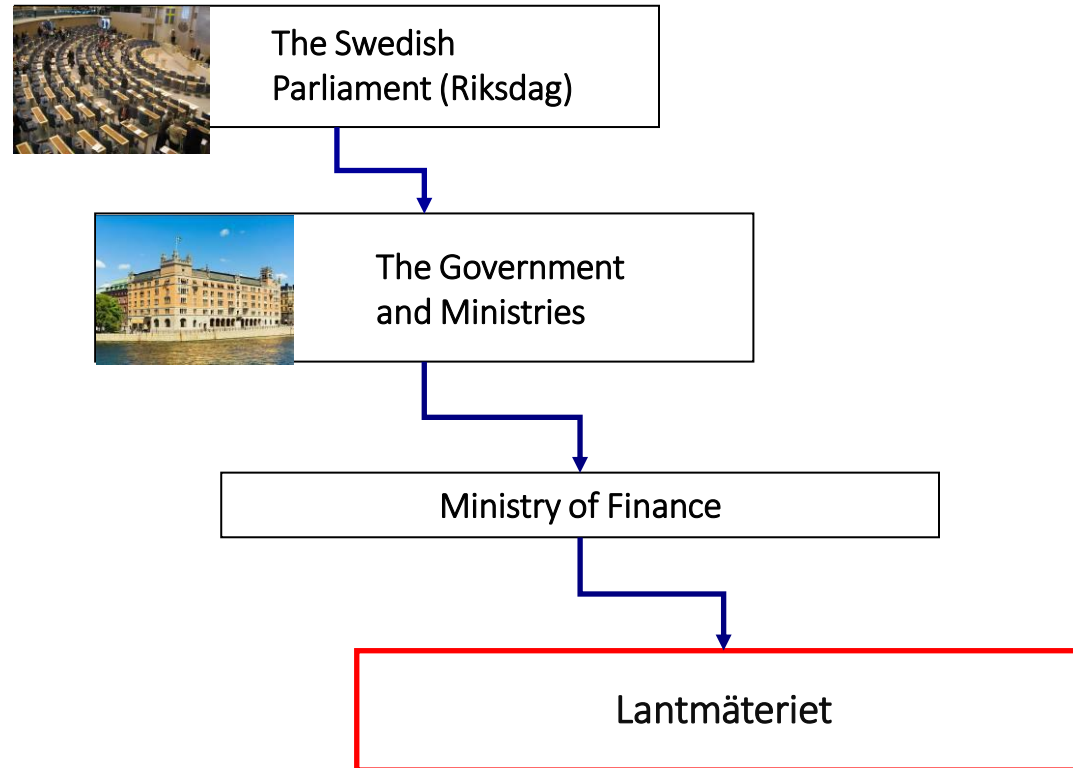 The Swedish
Parliament (Riksdag)
The Government
and Ministries
Ministry of Finance
Lantmäteriet